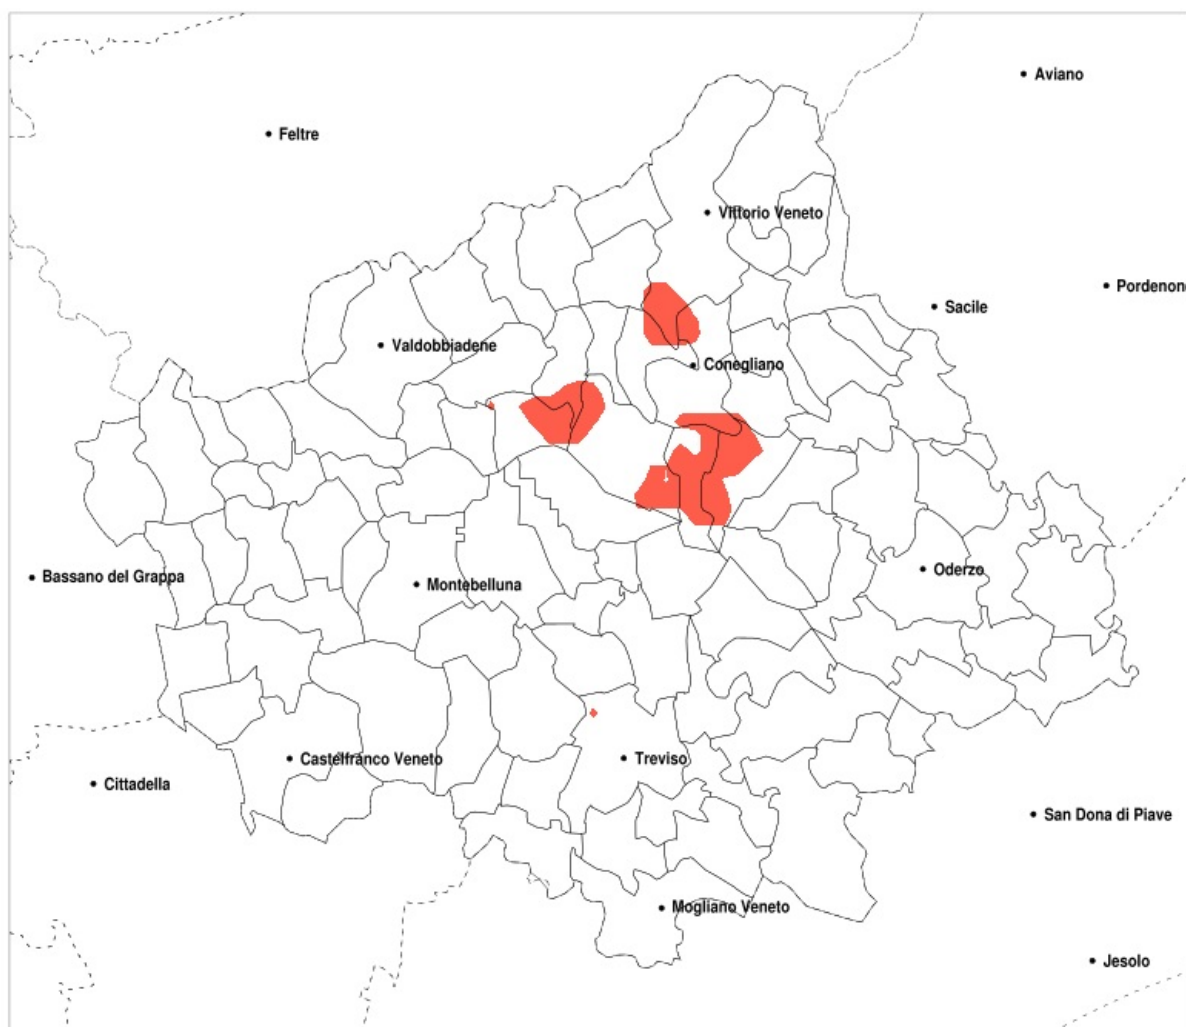 Aviano
Feltre
Vittorio Veneto
Pordenon
Sacile
Valdobbiadene
Conegliano
Oderzo
Bassano del Grappa
Montebelluna
Castelfranco Veneto
Treviso
Cittadella
San Dona di Piave
Mogliano Veneto
Jesolo